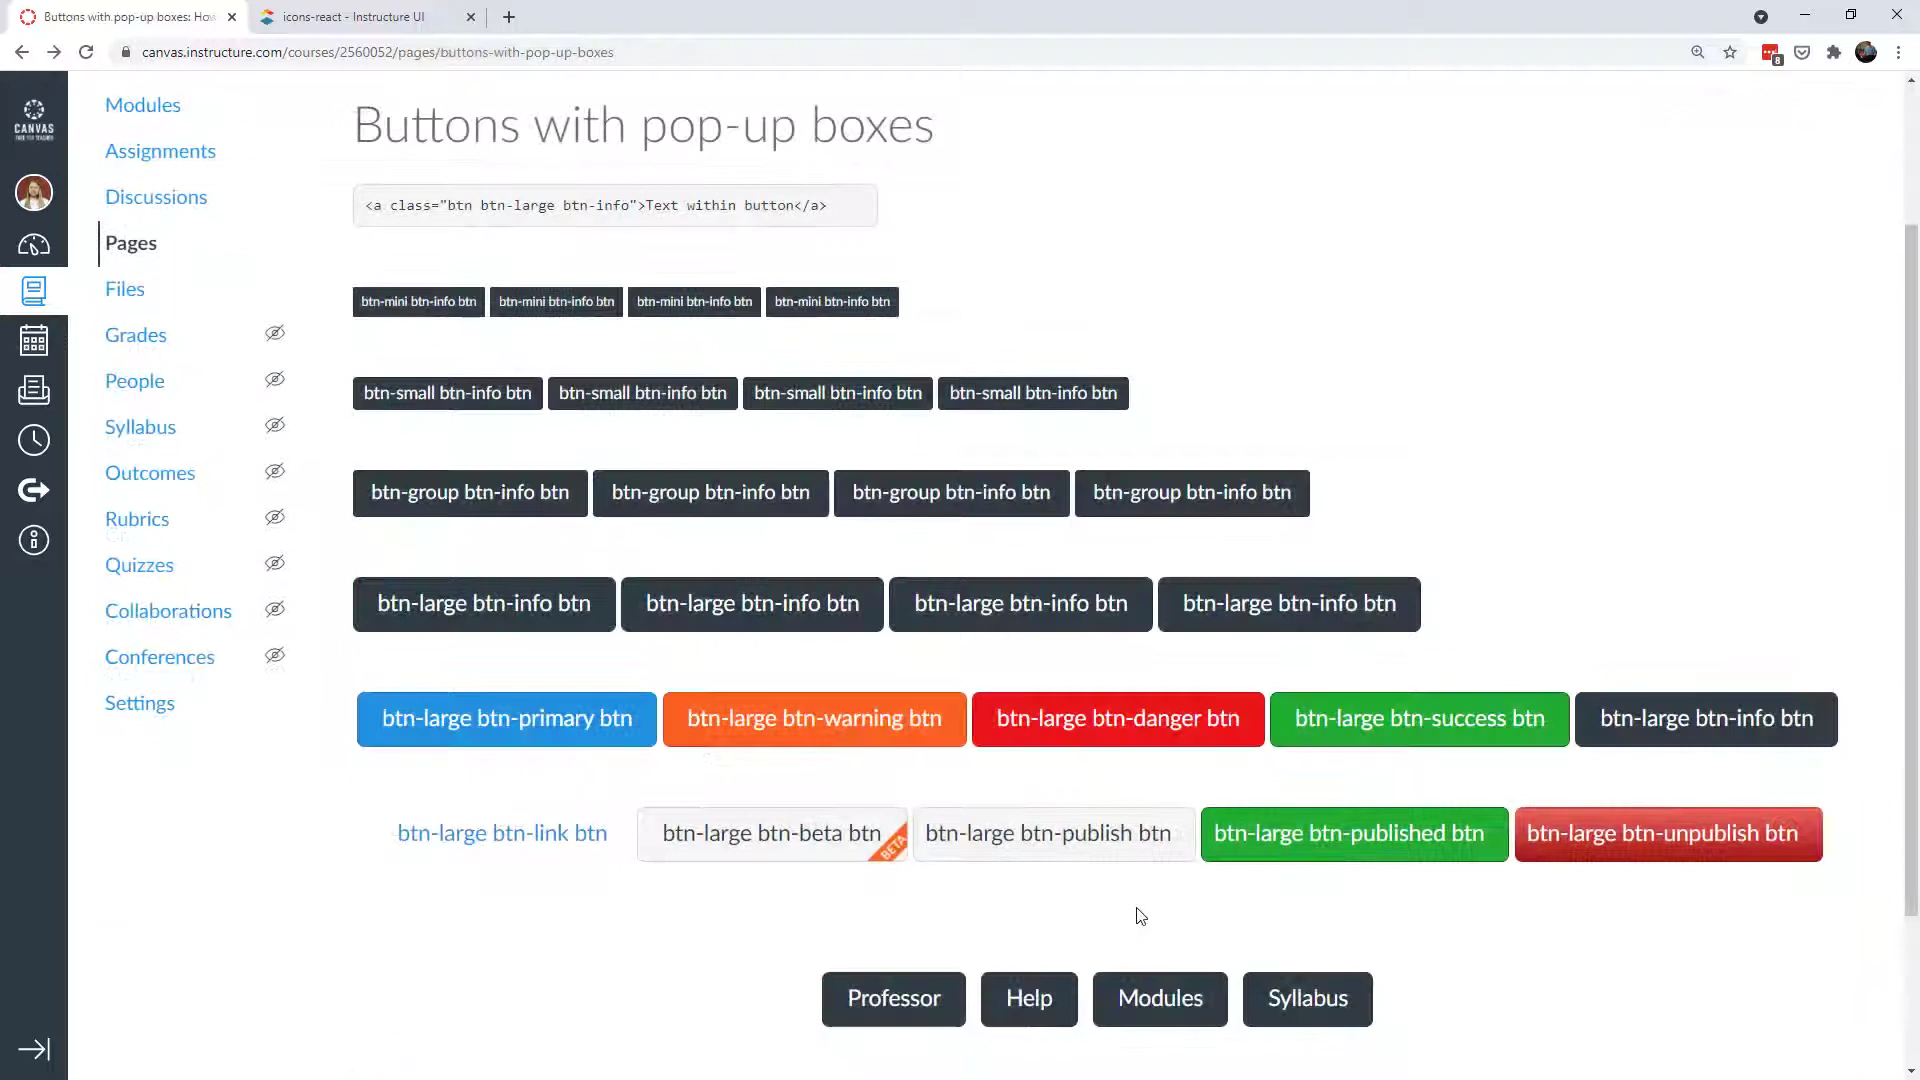 Buttons with pop-up boxes: How
icons-react - Instructure UI
canvas.instructure.com/courses/2560052/pages/buttons-with-pop-up-boxes
8
CANVAS
FREE FOR TEACHER
Modules
Assignments
Discussions
Pages
Files
Grades
People
Syllabus
Outcomes
Rubrics
Quizzes
Collaborations
Conferences
Settings
Buttons with pop-up boxes
<a class="btn btn-large btn-info">Text within button</a>
btn-mini btn-info btn btn-mini btn-info btn btn-mini btn-info btn btn-mini btn-info btn
btn-small btn-info btn btn-small btn-info btn btn-small btn-info btn btn-small btn-info btn
btn-group btn-info btn btn-group btn-info btn btn-group btn-info btn btn-group btn-info btn
btn-large btn-info btn btn-large btn-info btn btn-large btn-info btn btn-large btn-info btn
btn-large btn-primary btn btn-large btn-warning btn btn-large btn-danger btn btn-large btn-success btn btn-large btn-info btn
btn-large btn-link btn btn-large btn-beta btn BETA btn-large btn-publish btn btn-large btn-published btn btn-large btn-unpublish btn
Professor Help Modules Syllabus